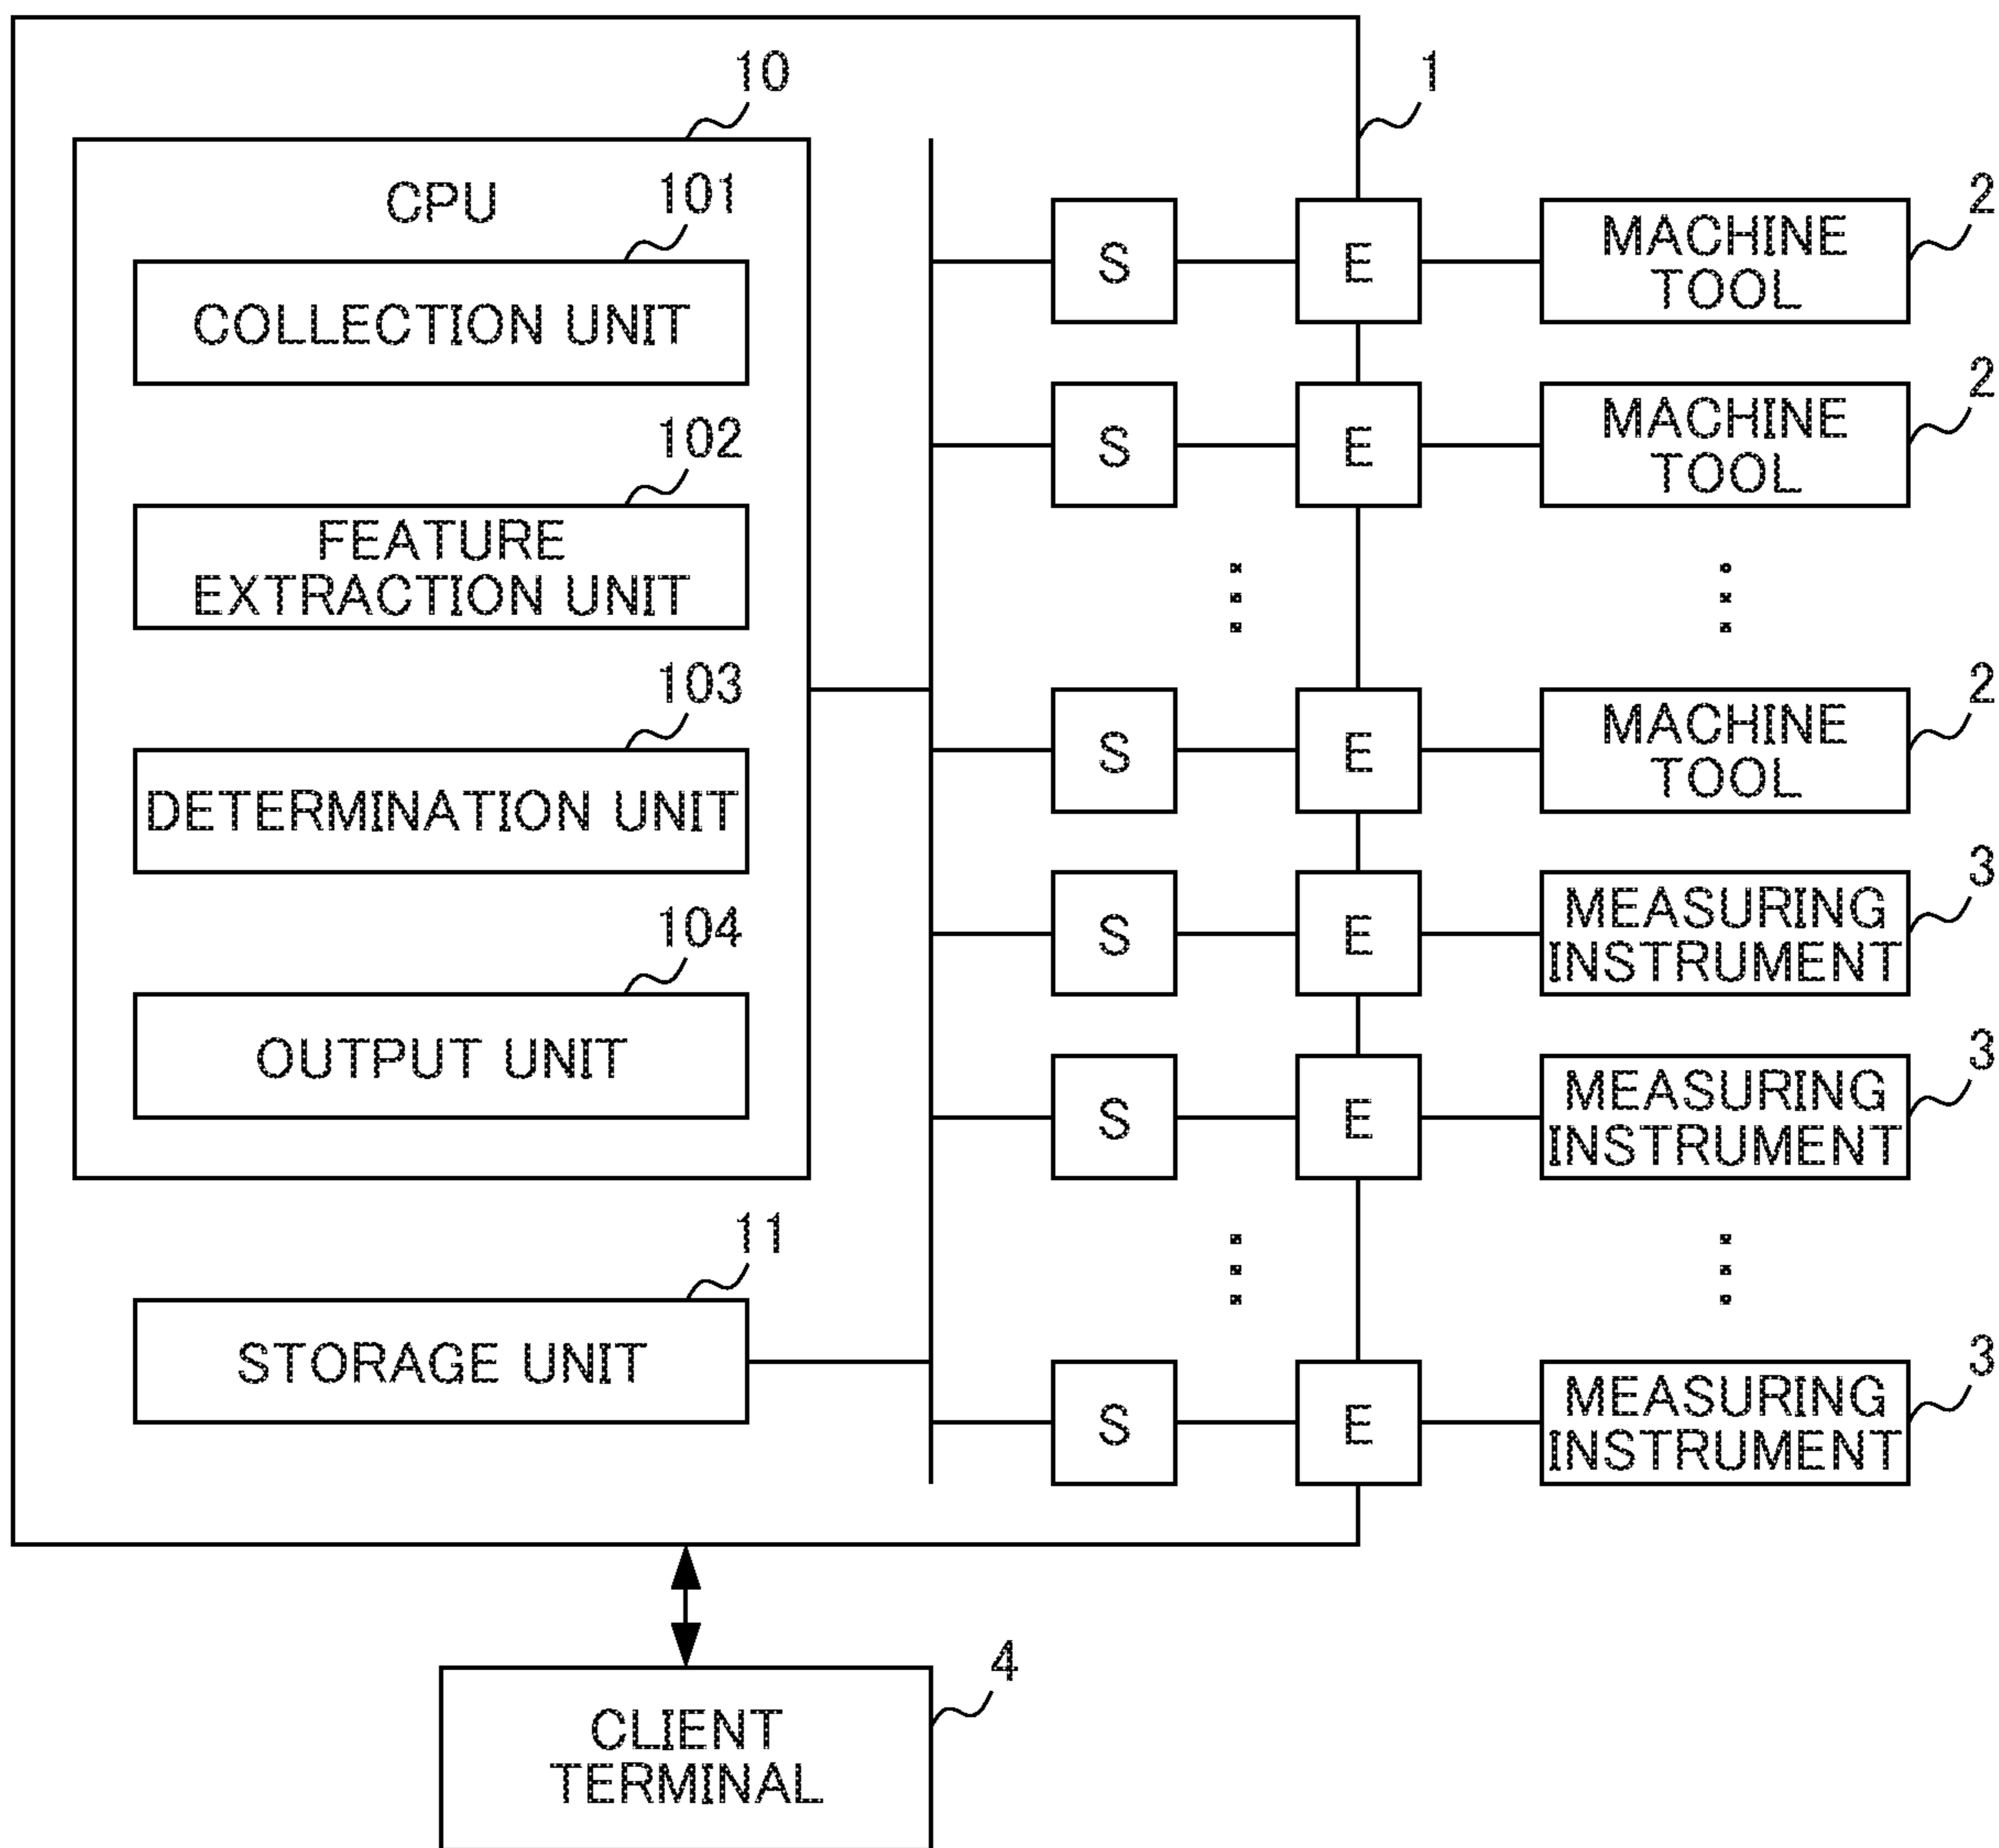 10
1
CPU
101
COLLECTION UNIT
102
FEATURE
EXTRACTION UNIT
103
DETERMINATION UNIT
104
OUTPUT UNIT
11
STORAGE UNIT
S
E
MACHINE
TOOL
2
S
E
MACHINE
TOOL
2
S
E
MACHINE
TOOL
2
S
E
MEASURING
INSTRUMENT
3
S
E
MEASURING
INSTRUMENT
3
S
E
MEASURING
INSTRUMENT
3
CLIENT
TERMINAL
4